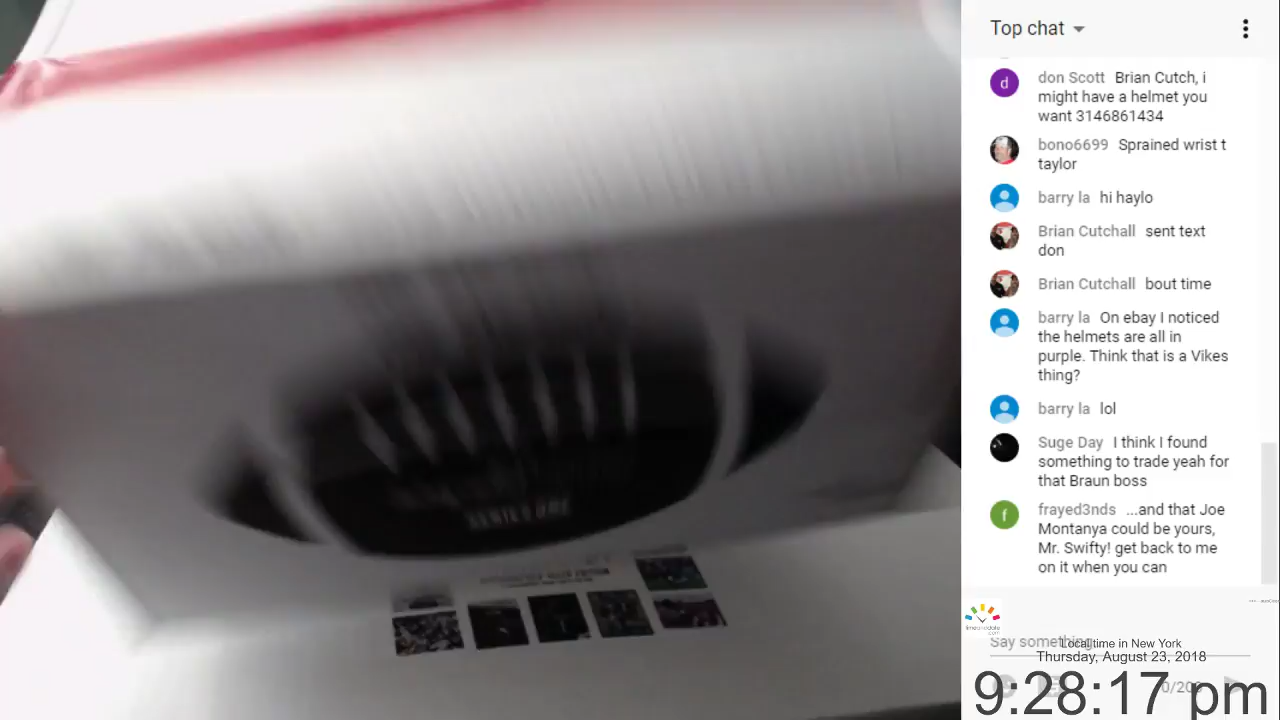 Top chat
don Scott Brian Cutch, i
might have a helmet you
want 3146861434
bono6699 Sprained wrist t
taylor
barry la hi haylo
Brian Cutchall sent text
don
Brian Cutchall bout time
barry la On ebay I noticed
the helmets are all in
purple. Think that is a Vikes
thing?
barry la lol
Suge Day I think I found
something to trade yeah for
that Braun boss
frayed3nds ...and that Joe
Montanya could be yours,
Mr. Swifty! get back to me
on it when you can
Say something...
Local time in New York
Thursday, August 23, 2018
9:28:17 pm